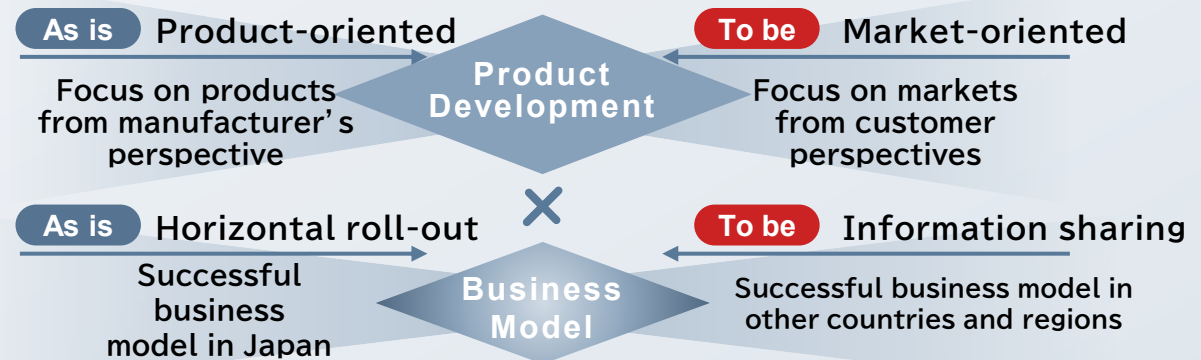 As is Product-oriented
Focus on products
from manufacturer's
perspective
Product
Development
To be Market-oriented
Focus on markets
from customer
perspectives
×
As is Horizontal roll-out
Successful
business
model in Japan
Business
Model
To be Information sharing
Successful business model in
other countries and regions